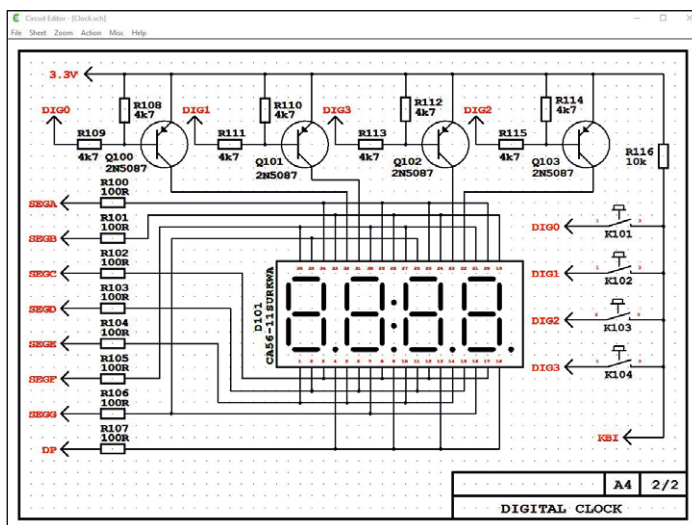 Circuit Editor - [Clock.sch]
File Sheet Zoom Action Misc Help
3.3V
DIG0
R108
4k7
DIG1
R110
4k7
DIG3
R112
4k7
DIG2
R114
4k7
R109
4k7
Q100
2N5087
R111
4k7
Q101
2N5087
R113
4k7
Q102
2N5087
R115
4k7
Q103
2N5087
R116
10k
SEGA
R100
100R
SEGB
R101
100R
SEGC
R102
100R
SEGD
R103
100R
SEGE
R104
100R
SEGF
R105
100R
SEGG
R106
100R
DP
R107
100R
D101
CA56-11SURKWA
DIG0
K101
DIG1
K102
DIG2
K103
DIG3
K104
KBI
A4 2/2
DIGITAL CLOCK